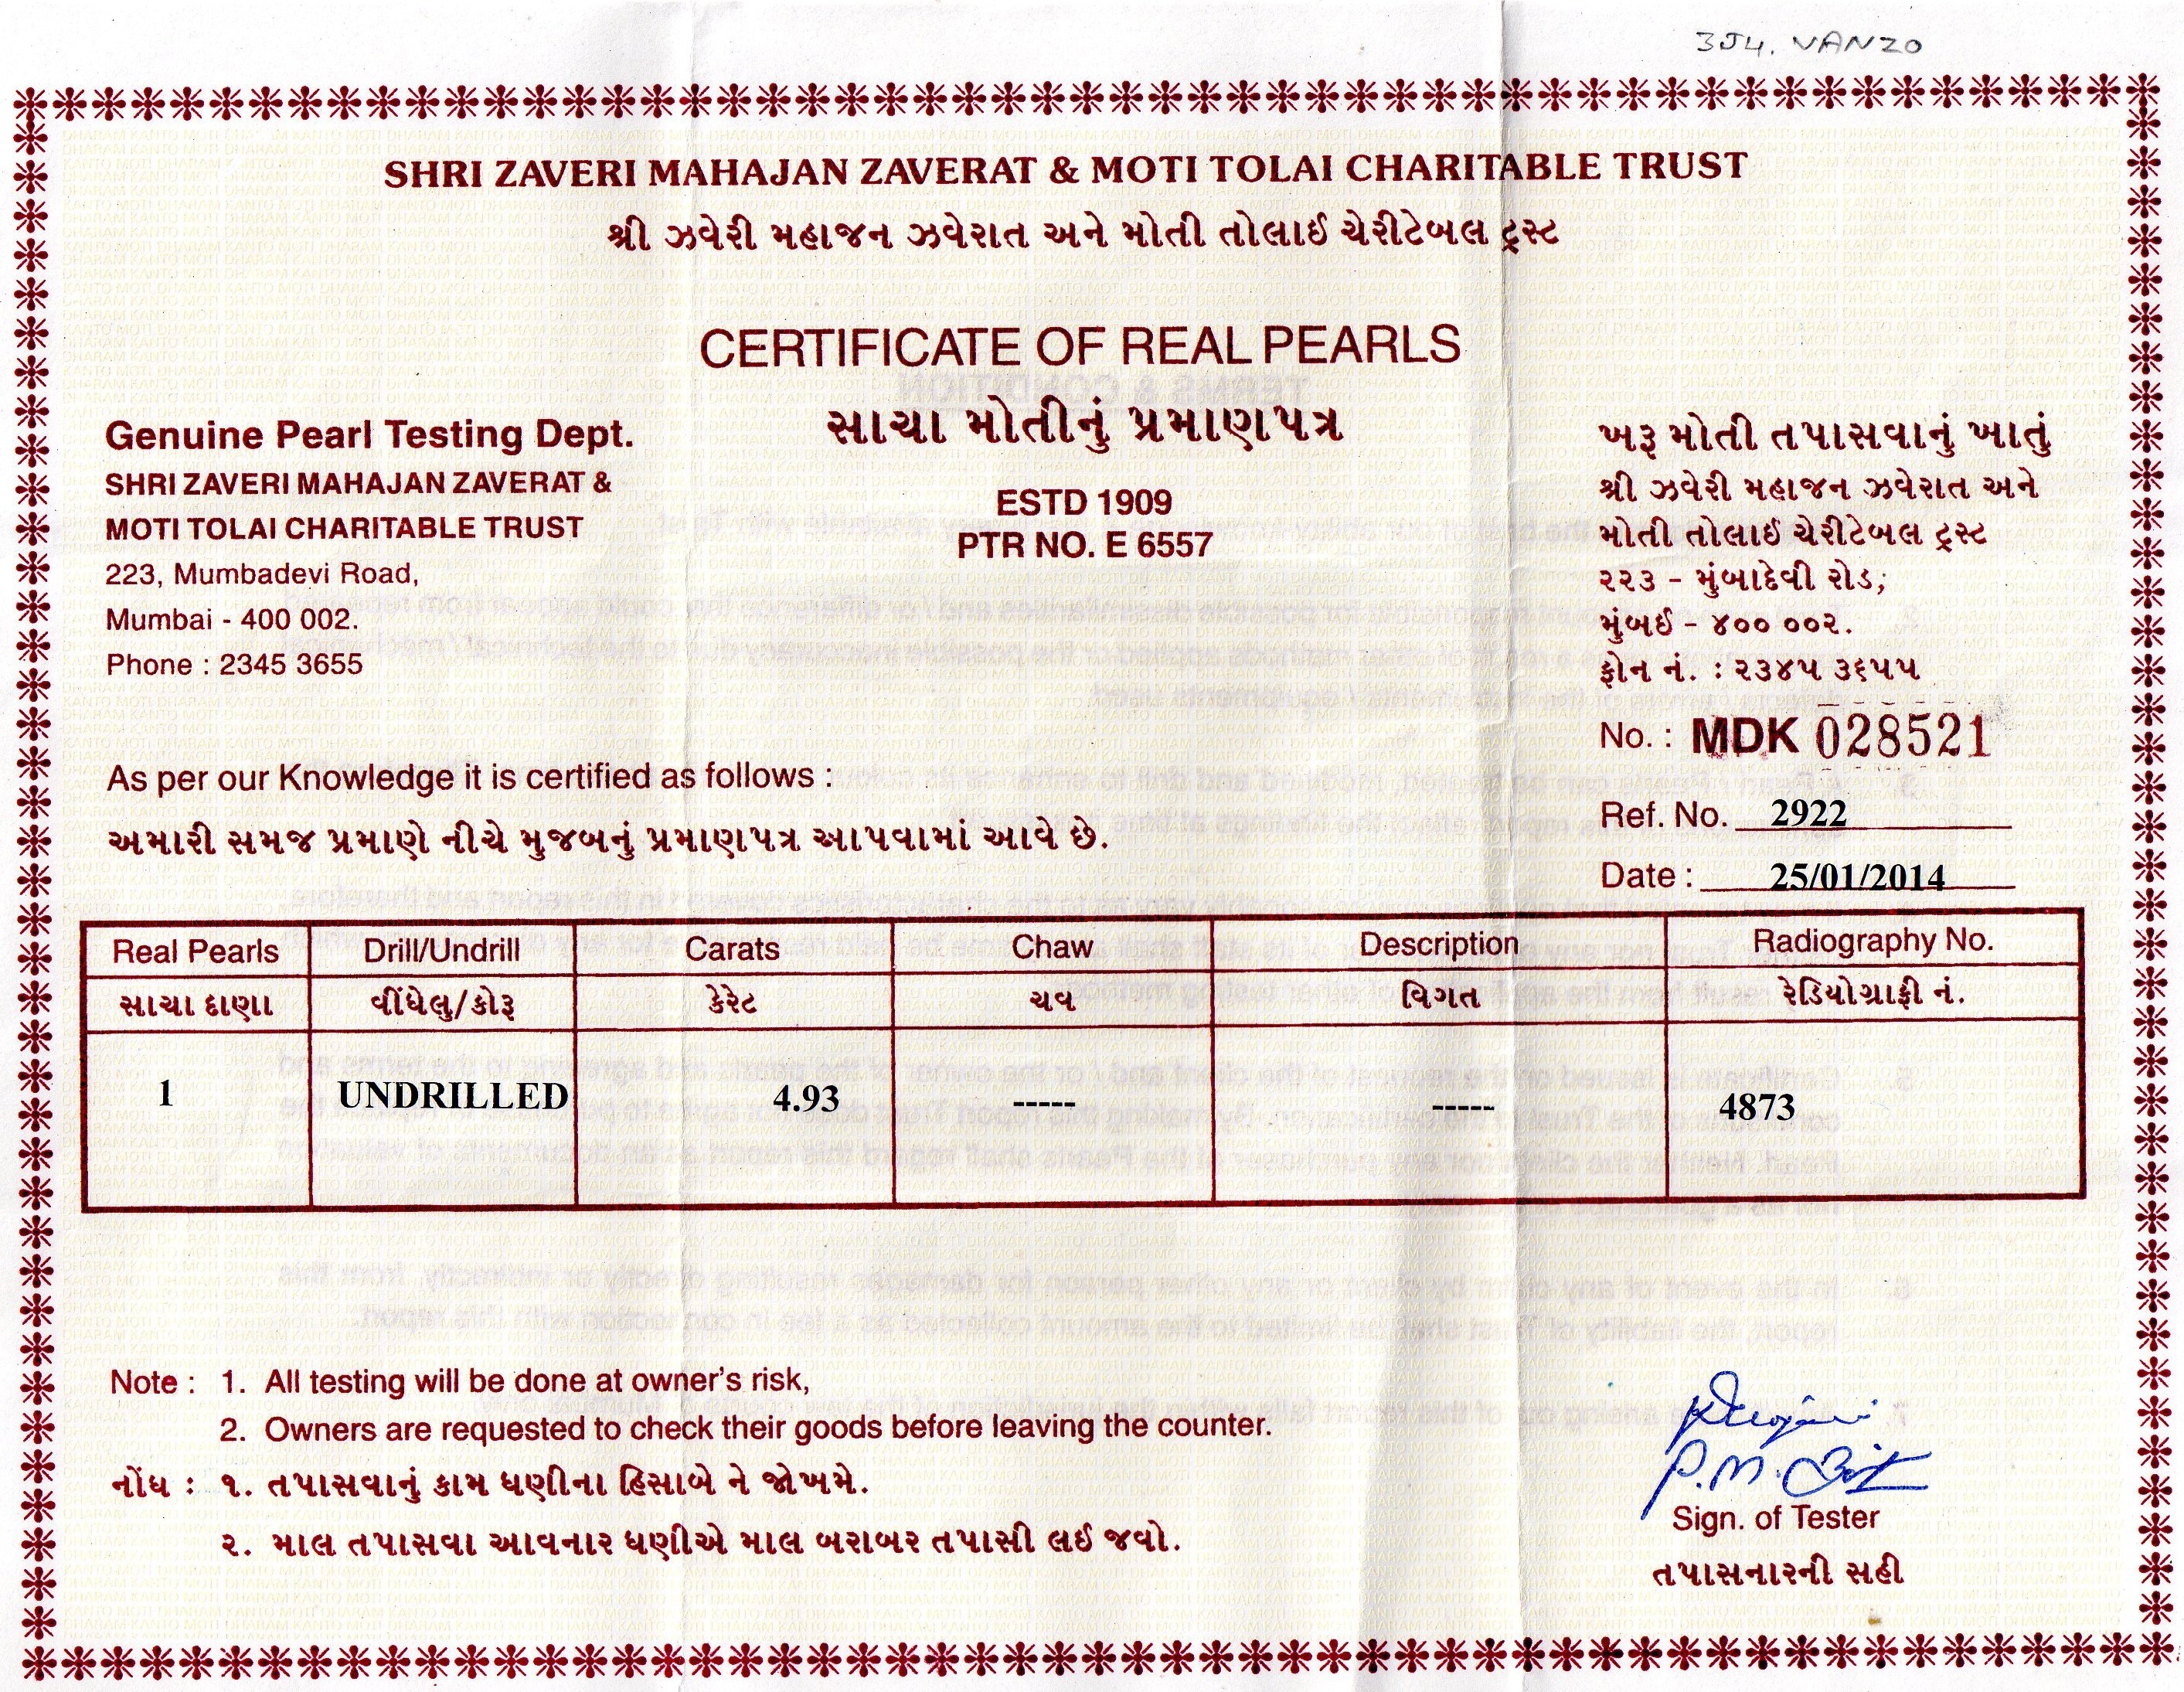 SHRI ZAVERI MAHAJAN ZAVERAT & MOTI TOLAI CHARITABLE TRUST
શ્રી ઝવેરી મહાજન ઝવેરાત અને મોતી તોલાઈ ચેરીટેબલ ટ્રસ્ટ
CERTIFICATE OF REAL PEARLS
સાચા મોતીનું પ્રમાણપત્ર
ESTD 1909
PTR NO. E 6557
Genuine Pearl Testing Dept.
SHRI ZAVERI MAHAJAN ZAVERAT &
MOTI TOLAI CHARITABLE TRUST
223, Mumbadevi Road,
Mumbai - 400 002.
Phone : 2345 3655
ખરૂ મોતી તપાસવાનું ખાતું
શ્રી ઝવેરી મહાજન ઝવેરાત અને
મોતી તોલાઈ ચેરીટેબલ ટ્રસ્ટ
૨૨૩ - મુંબાદેવી રોડ,
મુંબઈ - ૪૦૦ ૦૦૨.
ફોન નં. : ૨૩૪૫ ૩૬૫૫
No. : MDK 028521
Ref. No. 2922
Date : 25/01/2014
As per our Knowledge it is certified as follows :
અમારી સમજ પ્રમાણે નીચે મુજબનું પ્રમાણપત્ર આપવામાં આવે છે.
Real Pearls Drill/Undrill Carats Chaw Description Radiography No.
સાચા દાણા વીંધેલુ/કોરૂ કેરેટ ચવ વિગત રેડિયોગ્રાફી નં.
1 UNDRILLED 4.93 ----- ----- 4873
Note : 1. All testing will be done at owner's risk,
2. Owners are requested to check their goods before leaving the counter.
નોંધ : ૧. તપાસવાનું કામ ધણીના હિસાબે ને જોખમે.
૨. માલ તપાસવા આવનાર ધણીએ માલ બરાબર તપાસી લઈ જવો.
P.M.
Sign. of Tester
તપાસનારની સહી